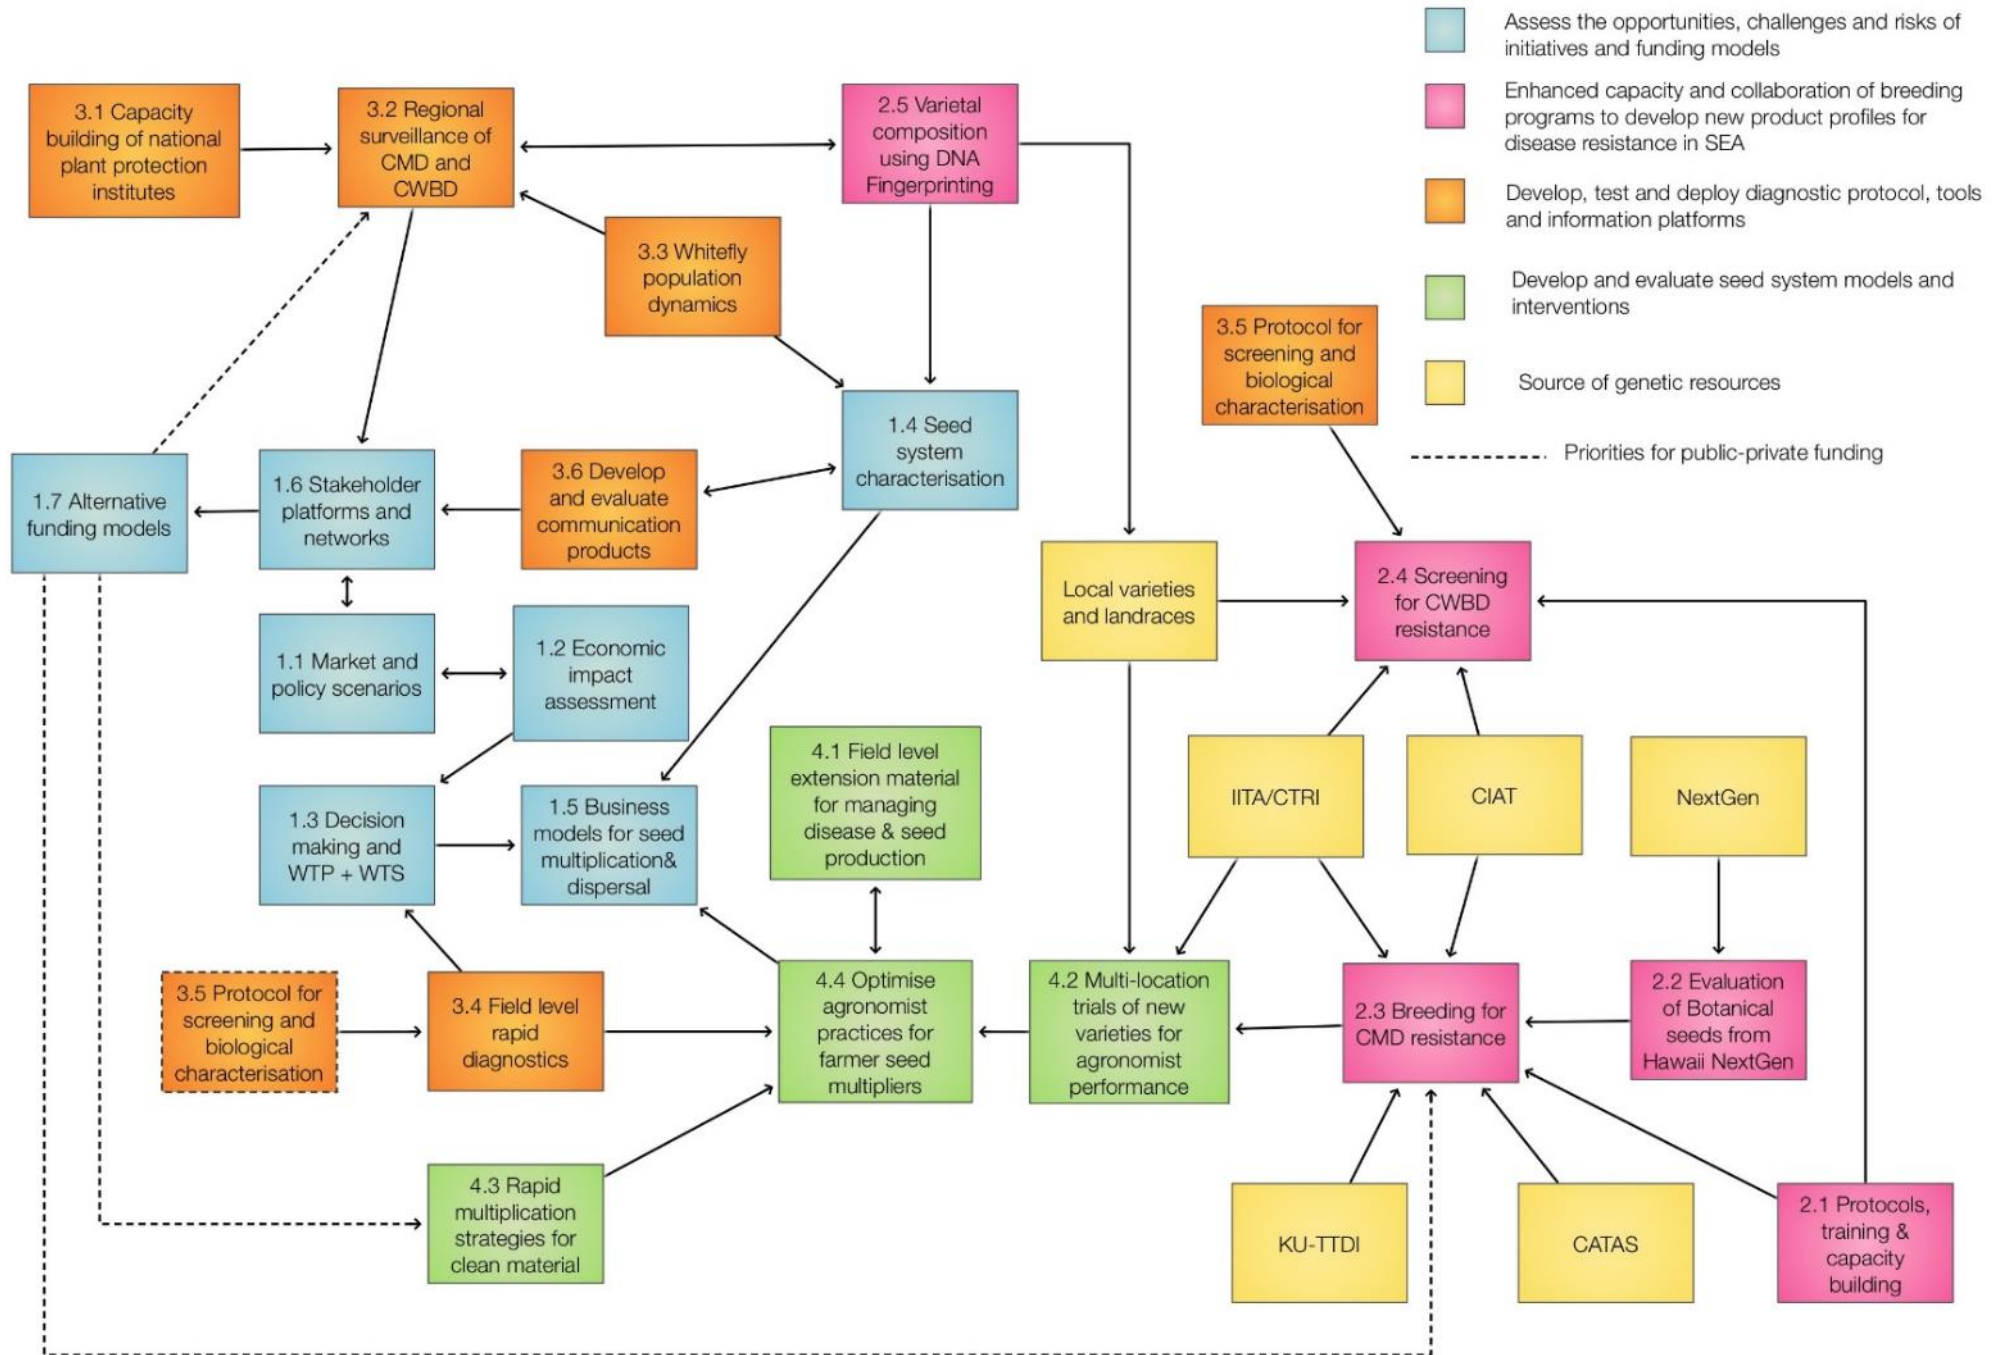 Assess the opportunities, challenges and risks of
initiatives and funding models
Enhanced capacity and collaboration of breeding
programs to develop new product profiles for
disease resistance in SEA
Develop, test and deploy diagnostic protocol, tools
and information platforms
Develop and evaluate seed system models and
interventions
Source of genetic resources
Priorities for public-private funding
3.1 Capacity
building of national
plant protection
institutes
3.2 Regional
surveillance of
CMD and
CWBD
2.5 Varietal
composition
using DNA
Fingerprinting
3.3 Whitefly
population
dynamics
3.5 Protocol for
screening and
biological
characterisation
1.4 Seed
system
characterisation
1.7 Alternative
funding models
1.6 Stakeholder
platforms and
networks
3.6 Develop
and evaluate
communication
products
Local varieties
and landraces
2.4 Screening
for CWBD
resistance
1.1 Market and
policy scenarios
1.2 Economic
impact
assessment
4.1 Field level
extension material
for managing
disease & seed
production
IITA/CTRI
CIAT
NextGen
1.3 Decision
making and
WTP + WTS
1.5 Business
models for seed
multiplication&
dispersal
3.5 Protocol for
screening and
biological
characterisation
3.4 Field level
rapid
diagnostics
4.4 Optimise
agronomist
practices for
farmer seed
multipliers
4.2 Multi-location
trials of new
varieties for
agronomist
performance
2.3 Breeding for
CMD resistance
2.2 Evaluation
of Botanical
seeds from
Hawaii NextGen
4.3 Rapid
multiplication
strategies for
clean material
KU-TTDI
CATAS
2.1 Protocols,
training &
capacity
building